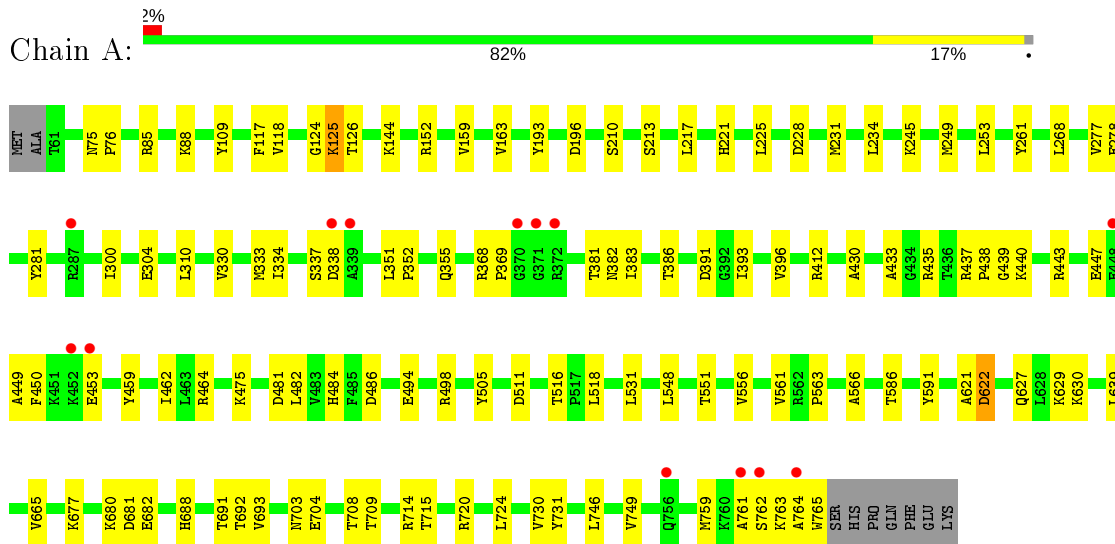 2%
Chain A:
82% 17% •
MET ALA T61 N75 P76 R85 K88 Y109 F117 V118 G124 K125 T126 K144 R152 V159 V163 Y193 D196 S210 S213 L217 H221 L225 D228 M231 L234 K245 M249 L253 Y261 L268 V277
Y281 R287 I300 E304 L310 V330 M333 I334 S337 D338 A339 L351 P352 Q355 R368 P369 G370 G371 R372 T381 N382 I383 T386 D391 G392 I393 V396 R412 A430 A433 G434 R435 T436 R437 P438 G439 K440 R443 E447
A449 F450 K451 K452 E453 Y459 I462 L463 R464 K475 D481 L482 V483 H484 F485 D486 E494 R498 Y505 D511 T516 P517 L518 L531 L548 T551 V556 V561 R562 P563 A566 T586 Y591 A621 D622 Q627 L628 K629 K630
V665 K677 K680 D681 E682 H688 T691 T692 V693 N703 E704 T708 T709 R714 T715 R720 L724 V730 Y731 L746 V749 Q756 M759 K760 A761 S762 K763 A764 W765 SER HIS PRO GLN PHE GLU LYS